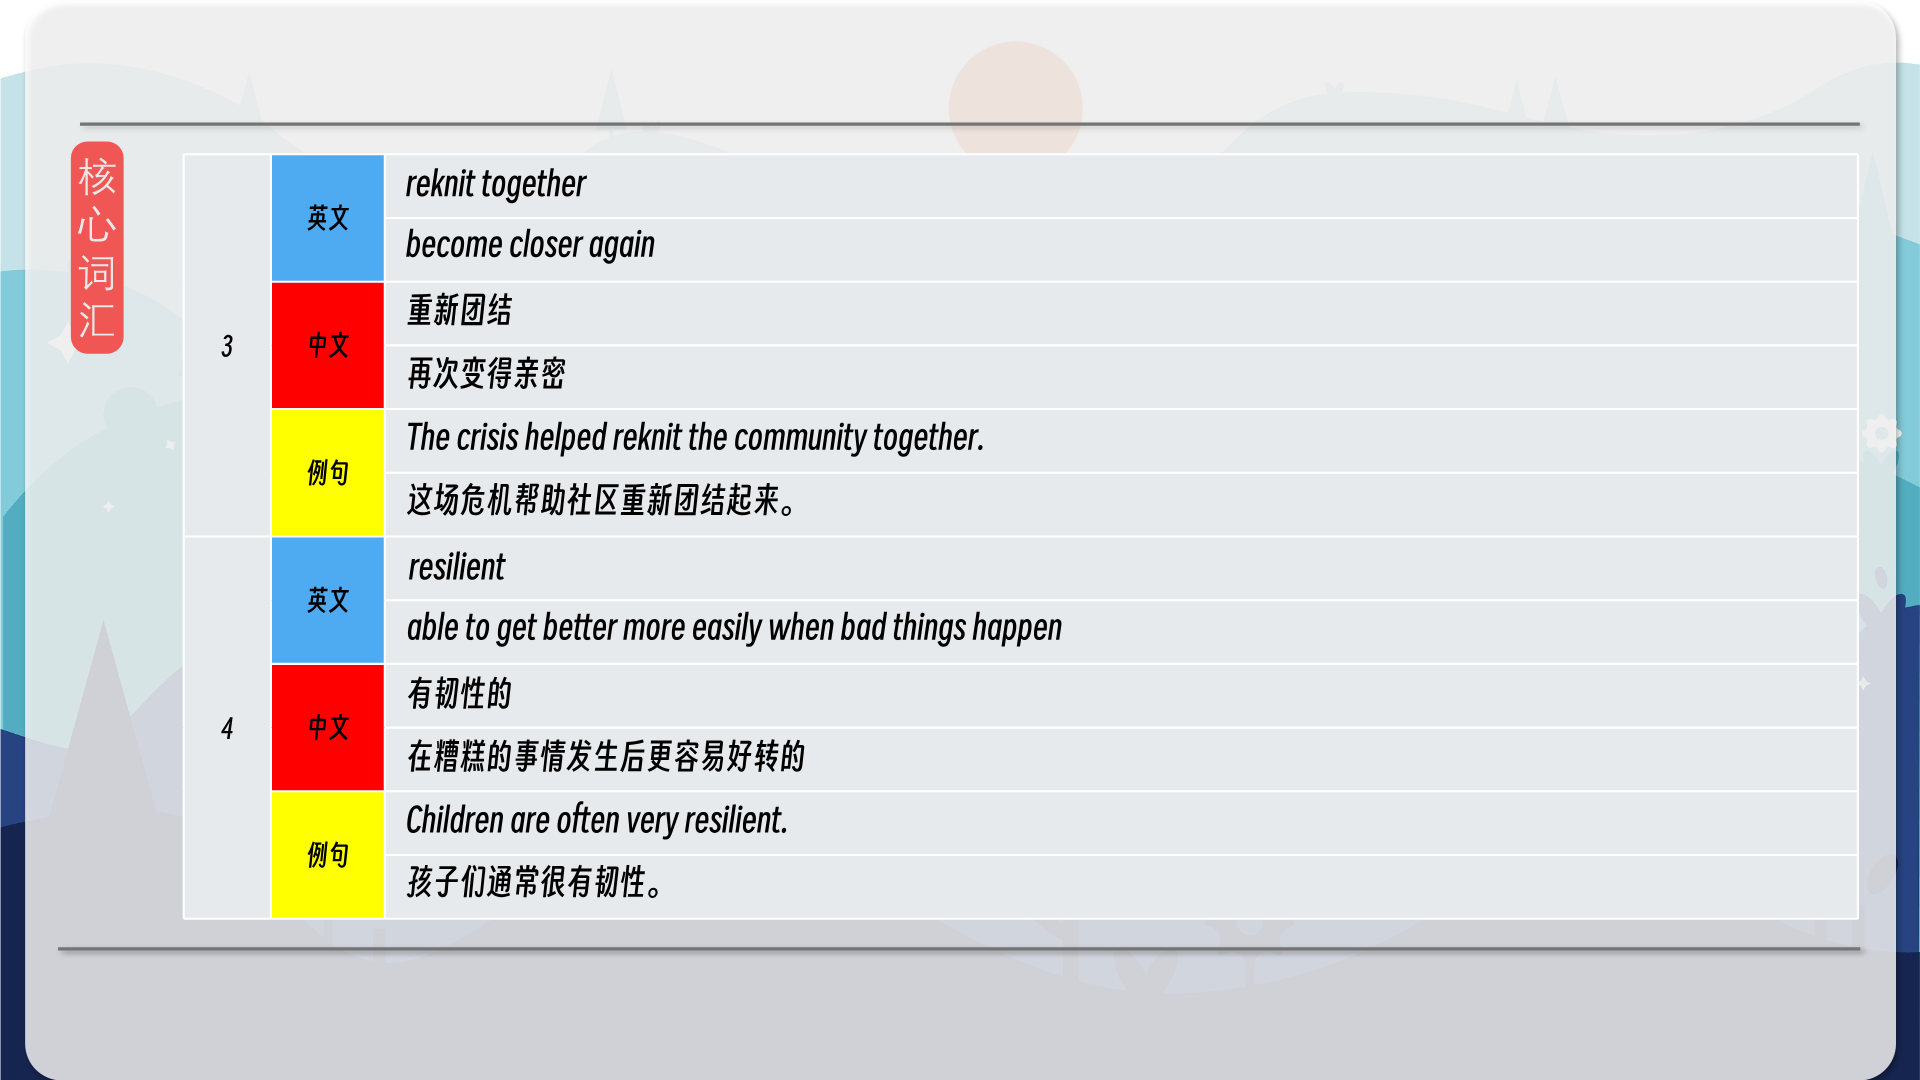 核心词汇
3
英文
reknit together
become closer again
中文
重新团结
再次变得亲密
例句
The crisis helped reknit the community together.
这场危机帮助社区重新团结起来。
4
英文
resilient
able to get better more easily when bad things happen
中文
有韧性的
在糟糕的事情发生后更容易好转的
例句
Children are often very resilient.
孩子们通常很有韧性。